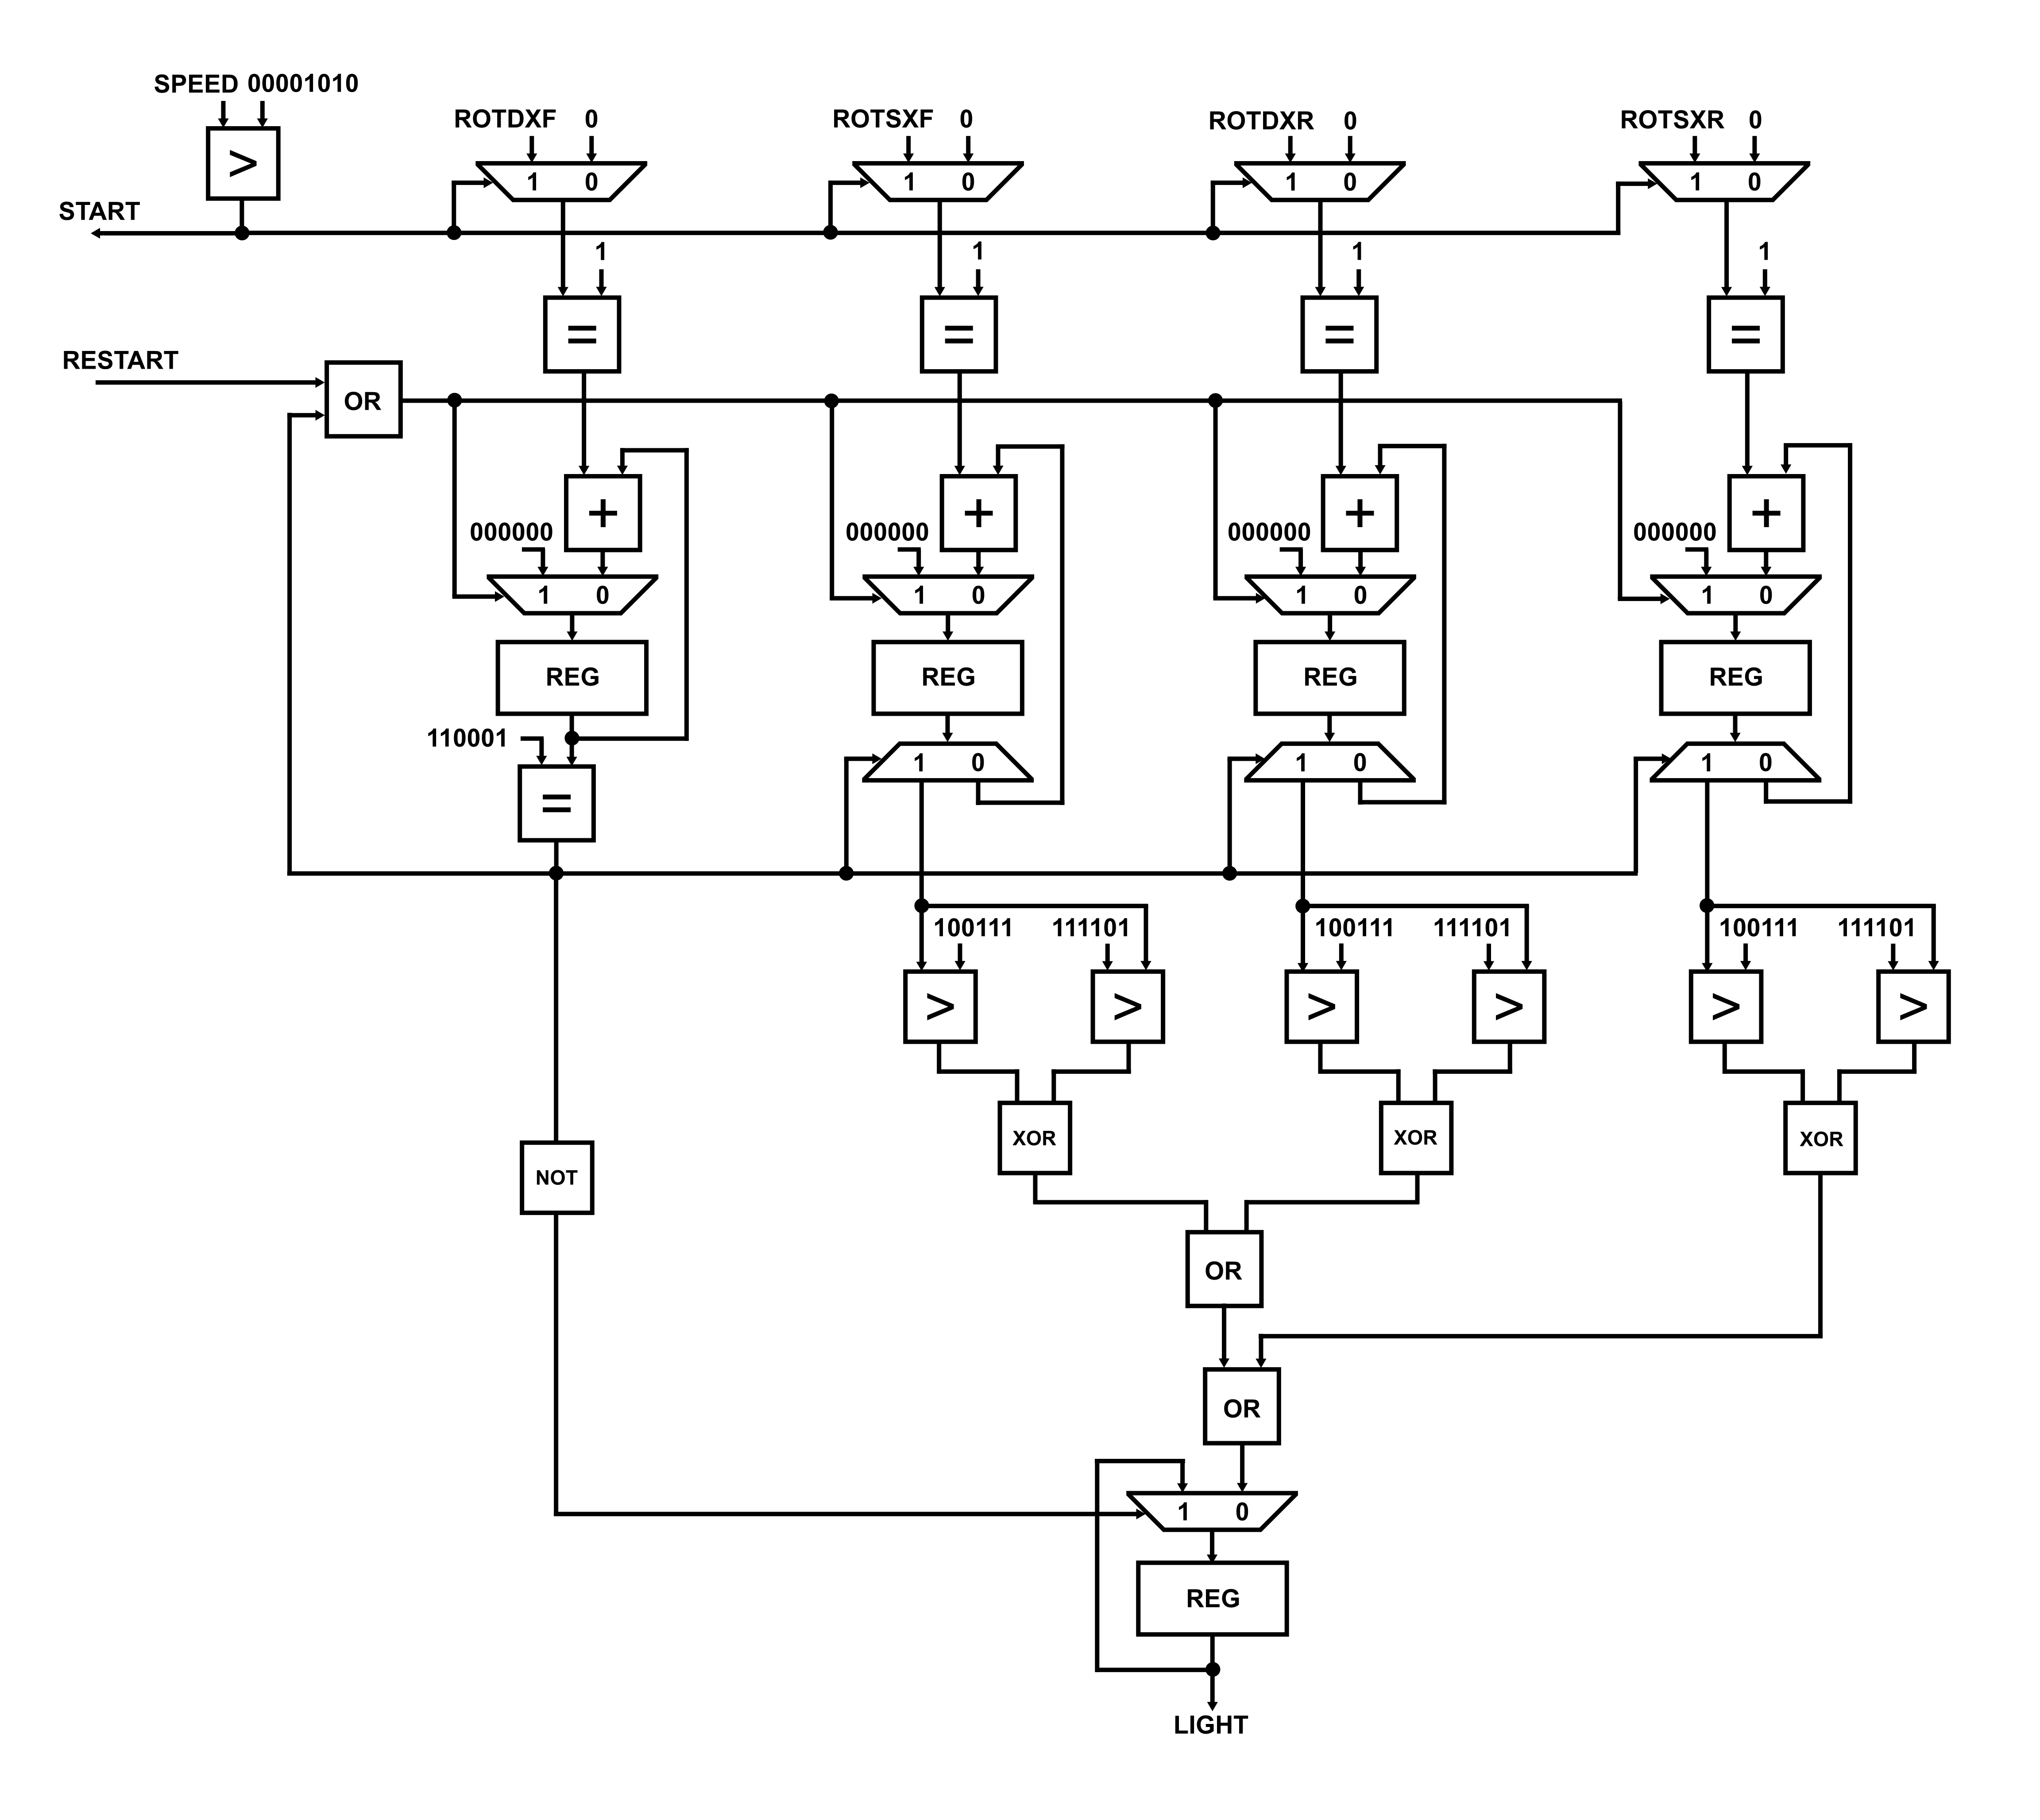 SPEED 00001010
ROTDXF 0
ROTSXF 0
ROTDXR 0
ROTSXR 0
>
1 0
1 0
1 0
1 0
START
1
1
1
1
=
=
=
=
RESTART
OR
+
+
+
+
000000
000000
000000
000000
1 0
1 0
1 0
1 0
REG
REG
REG
REG
110001
1 0
1 0
1 0
=
100111 111101
100111 111101
100111 111101
>
>
>
>
>
>
XOR
XOR
XOR
NOT
OR
OR
1 0
REG
LIGHT